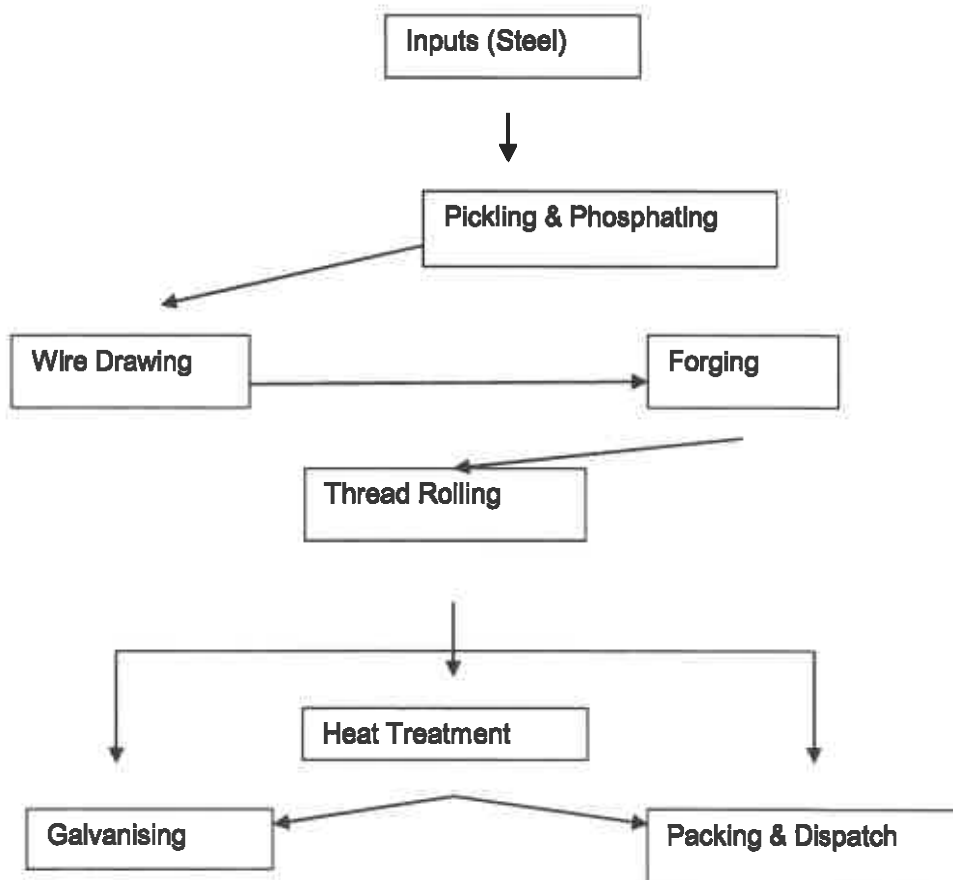 Inputs (Steel)
Pickling & Phosphating
Wire Drawing
Forging
Thread Rolling
Heat Treatment
Galvanising
Packing & Dispatch